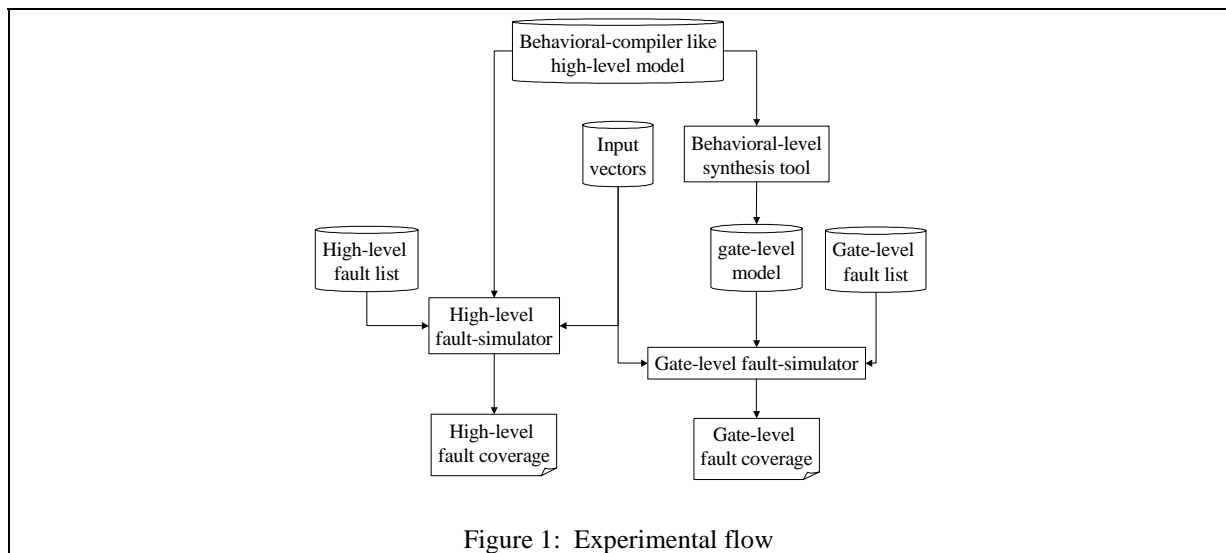 Behavioral-compiler like
high-level model
Input
vectors
Behavioral-level
synthesis tool
High-level
fault list
gate-level
model
Gate-level
fault list
High-level
fault-simulator
Gate-level fault-simulator
High-level
fault coverage
Gate-level
fault coverage
Figure 1: Experimental flow